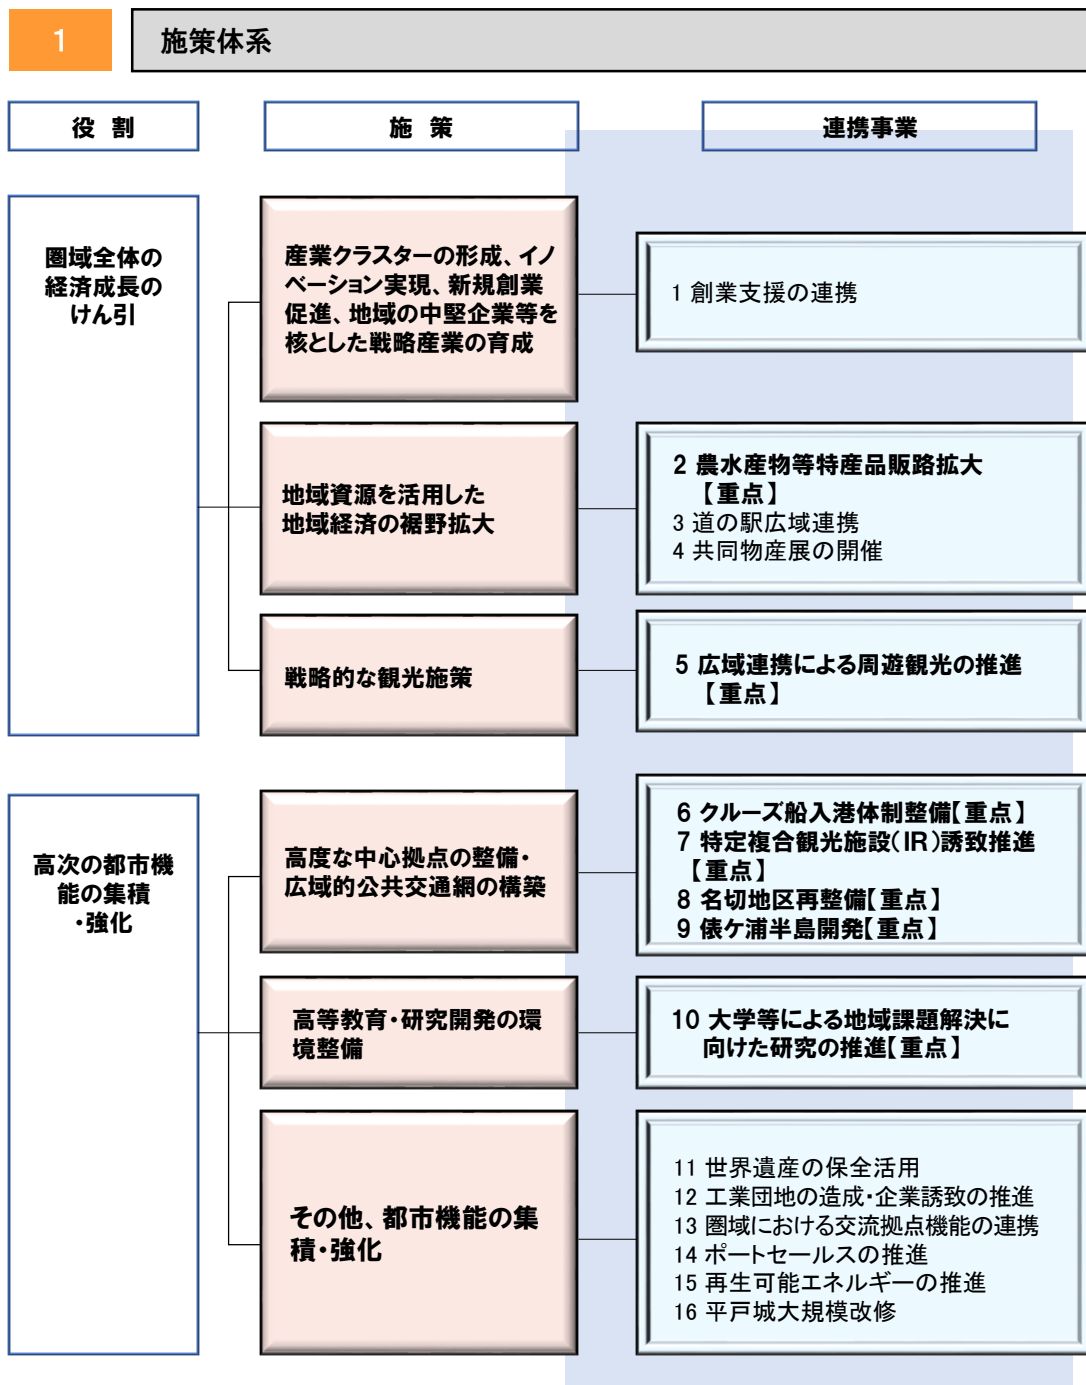 1
施策体系
役 割
施 策
連携事業
圏域全体の
経済成長の
けん引
産業クラスターの形成、イノ
ベーション実現、新規創業
促進、地域の中堅企業等を
核とした戦略産業の育成
1 創業支援の連携
地域資源を活用した
地域経済の裾野拡大
2 農水産物等特産品販路拡大
【重点】
3 道の駅広域連携
4 共同物産展の開催
戦略的な観光施策
5 広域連携による周遊観光の推進
【重点】
高次の都市機
能の集積
・強化
高度な中心拠点の整備・
広域的公共交通網の構築
6 クルーズ船入港体制整備【重点】
7 特定複合観光施設(IR)誘致推進
【重点】
8 名切地区再整備【重点】
9 俵ケ浦半島開発【重点】
高等教育・研究開発の環
境整備
10 大学等による地域課題解決に
向けた研究の推進【重点】
その他、都市機能の集
積・強化
11 世界遺産の保全活用
12 工業団地の造成・企業誘致の推進
13 圏域における交流拠点機能の連携
14 ポートセールスの推進
15 再生可能エネルギーの推進
16 平戸城大規模改修